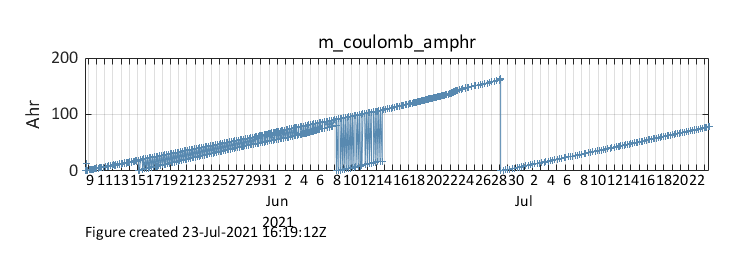 m_coulomb_amphr
200
100
0
Ahr
9 11 13 15 17 19 21 23 25 27 29 31 2 4 6 8 10 12 14 16 18 20 22 24 26 28 30 2 4 6 8 10 12 14 16 18 20 22
Jun Jul
2021
Figure created 23-Jul-2021 16:19:12Z